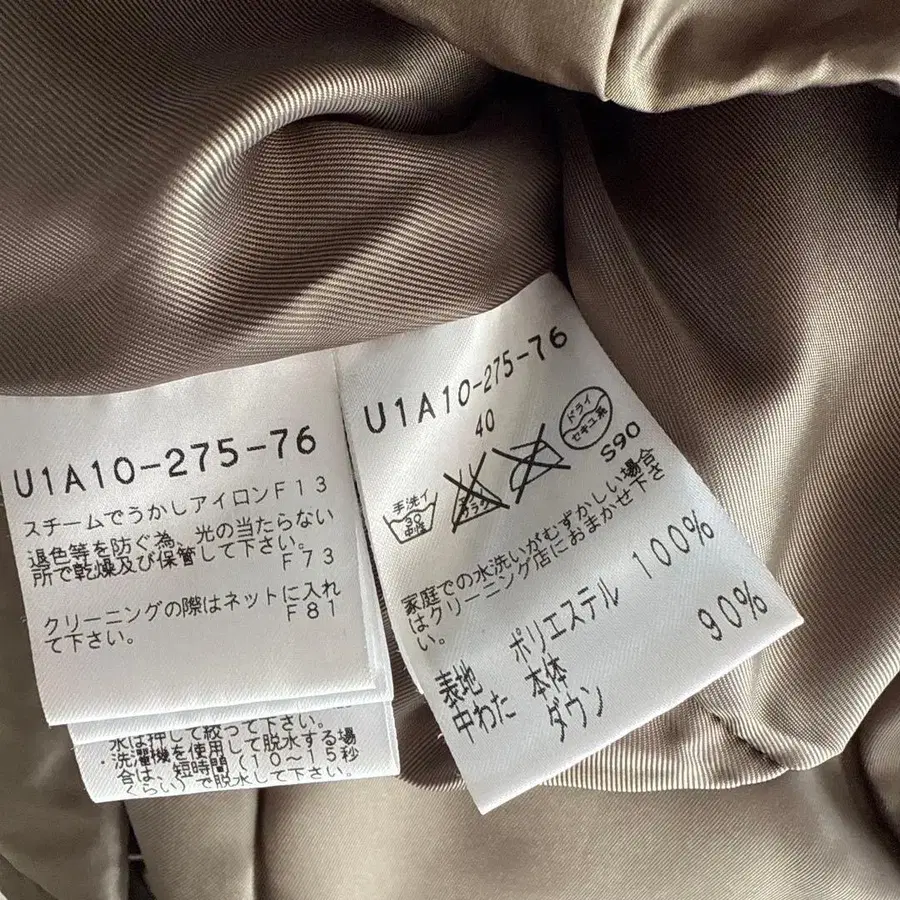 U1A10-275-76
スチームでうかしアイロンF13
退色等を防ぐ為、光の当たらない
所で乾燥及び保管して下さい。
F73
クリーニングの際はネットに入れ
て下さい。
F81
水は押して絞って下さい。
・洗濯機を使用して脱水する場
合は、短時間(10〜15秒
くらい)で脱水して下さい。
U1A10-275-76
40
手洗イ
30
中性
エンソ
サラシ
ドライ
セキユ系
S90
家庭での水洗いがむずかしい場合
はクリーニング店におまかせ下さ
い。
表地 ポリエステル 100%
中わた 本体
ダウン 90%